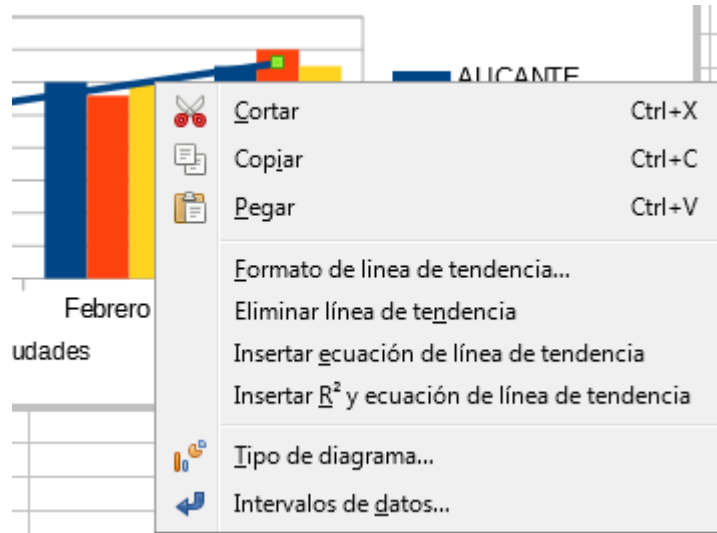 ALICANTE
Cortar Ctrl+X
Copiar Ctrl+C
Pegar Ctrl+V
Formato de linea de tendencia...
Eliminar línea de tendencia
Insertar ecuación de línea de tendencia
Insertar R² y ecuación de línea de tendencia
Tipo de diagrama...
Intervalos de datos...
Febrero
udades